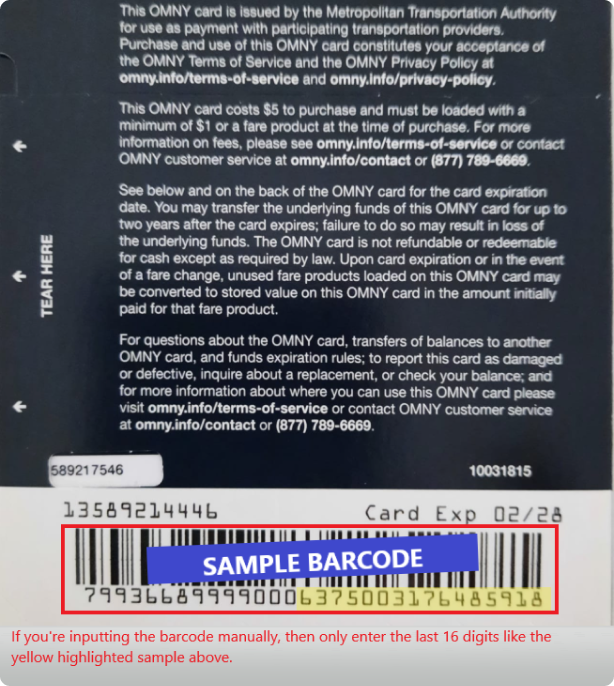 This OMNY card is issued by the Metropolitan Transportation Authority
for use as payment with participating transportation providers.
Purchase and use of this OMNY card constitutes your acceptance of
the OMNY Terms of Service and the OMNY Privacy Policy at
omny.info/terms-of-service and omny.info/privacy-policy.
This OMNY card costs $5 to purchase and must be loaded with a
minimum of $1 or a fare product at the time of purchase. For more
information on fees, please see omny.info/terms-of-service or contact
OMNY customer service at omny.info/contact or (877) 789-6669.
See below and on the back of the OMNY card for the card expiration
date. You may transfer the underlying funds of this OMNY card for up to
two years after the card expires; failure to do so may result in loss of
the underlying funds. The OMNY card is not refundable or redeemable
for cash except as required by law. Upon card expiration or in the event
of a fare change, unused fare products loaded on this OMNY card may
be converted to stored value on this OMNY card in the amount initially
paid for that fare product.
TEAR HERE
For questions about the OMNY card, transfers of balances to another
OMNY card, and funds expiration rules; to report this card as damaged
or defective, inquire about a replacement, or check your balance; and
for more information about where you can use this OMNY card please
visit omny.info/terms-of-service or contact OMNY customer service
at omny.info/contact or (877) 789-6669.
589217546 10031815
13589214446 Card Exp 02/28
SAMPLE BARCODE
799366899990006375003176485918
If you're inputting the barcode manually, then only enter the last 16 digits like the
yellow highlighted sample above.